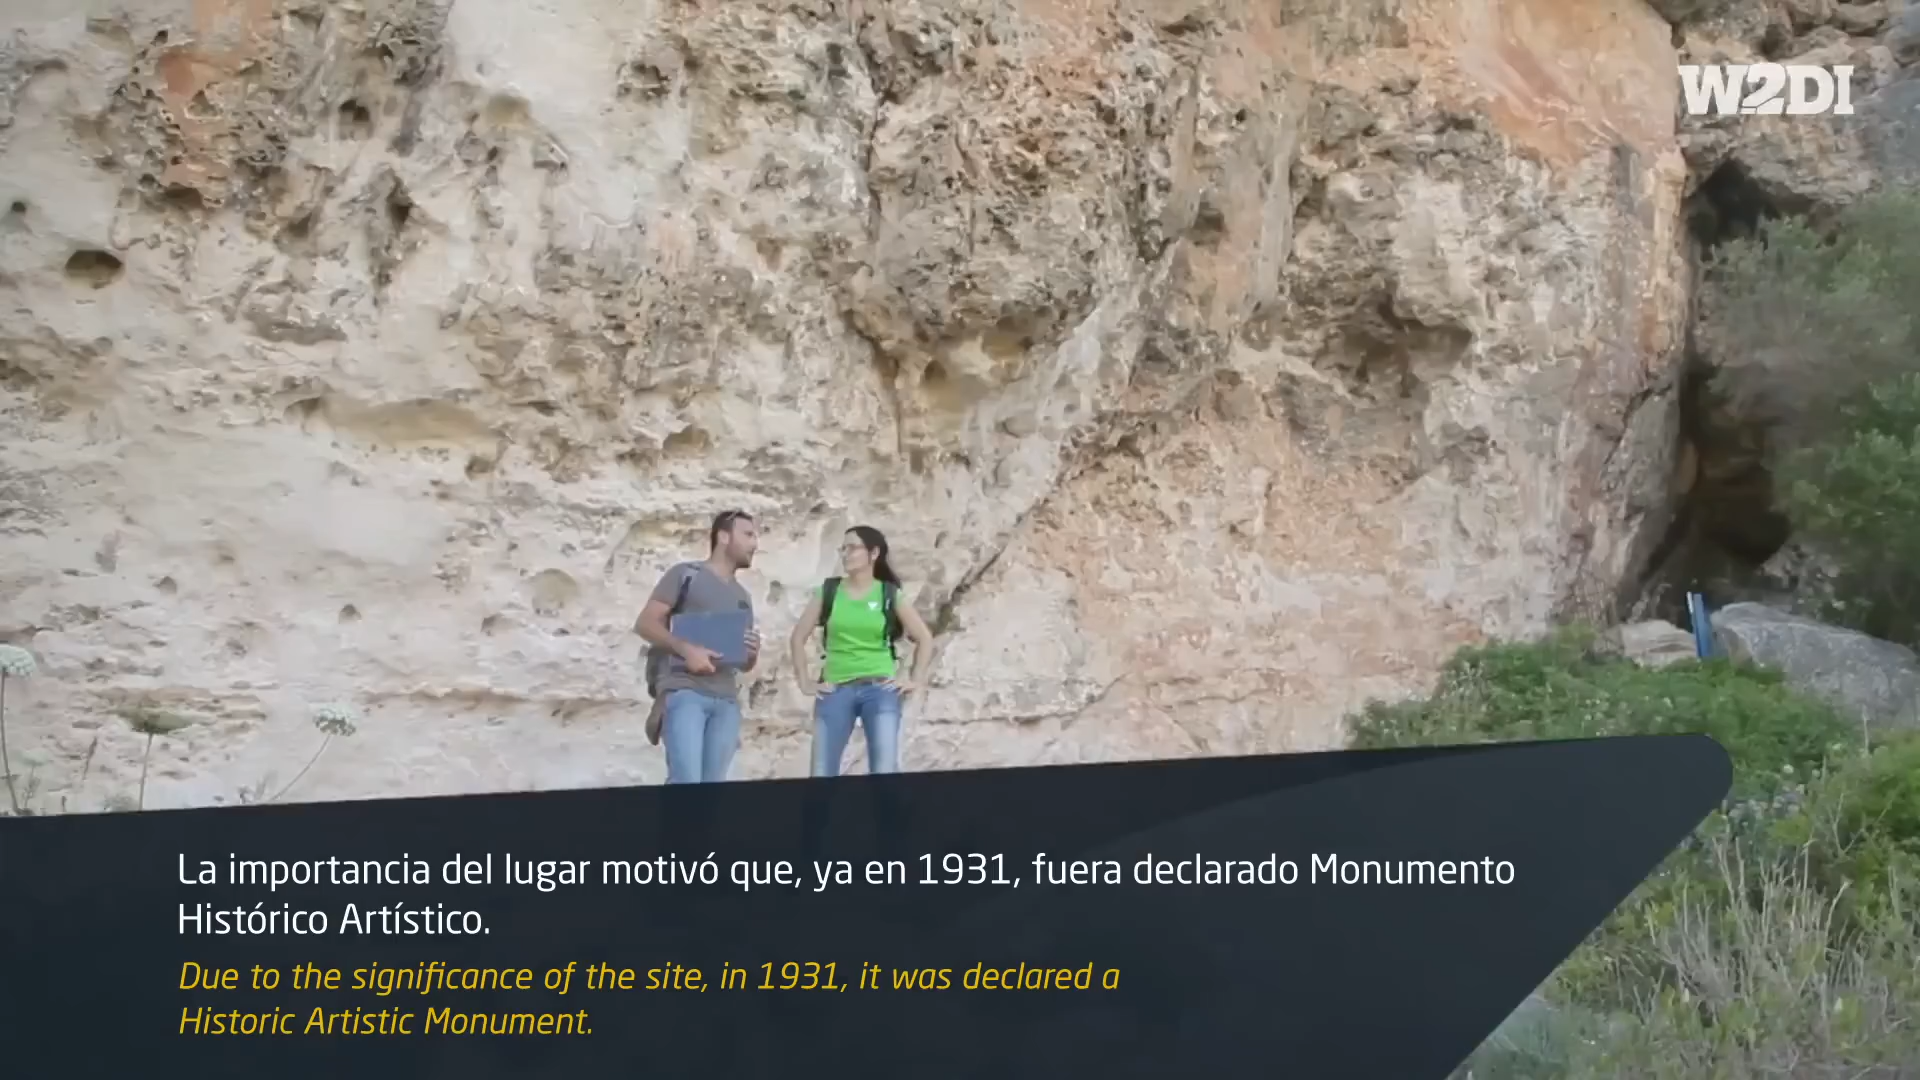 W2DI
La importancia del lugar motivó que, ya en 1931, fuera declarado Monumento
Histórico Artístico.
Due to the significance of the site, in 1931, it was declared a
Historic Artistic Monument.